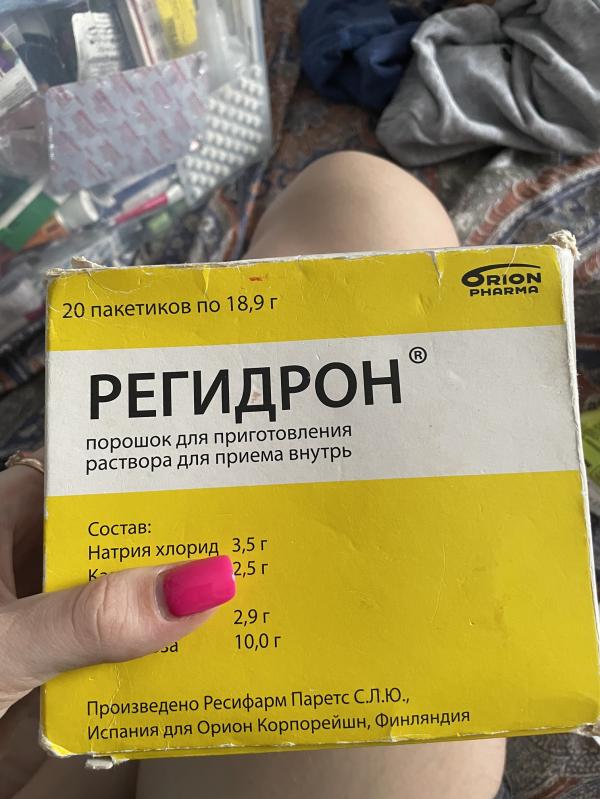 20 пакетиков по 18,9 г
ORION
PHARMA
РЕГИДРОН®
порошок для приготовления
раствора для приема внутрь
Состав:
Натрия хлорид 3,5 г
2,5 г
2,9 г
10,0 г
Произведено Ресифарм Паретс С.Л.Ю.,
Испания для Орион Корпорейшн, Финляндия